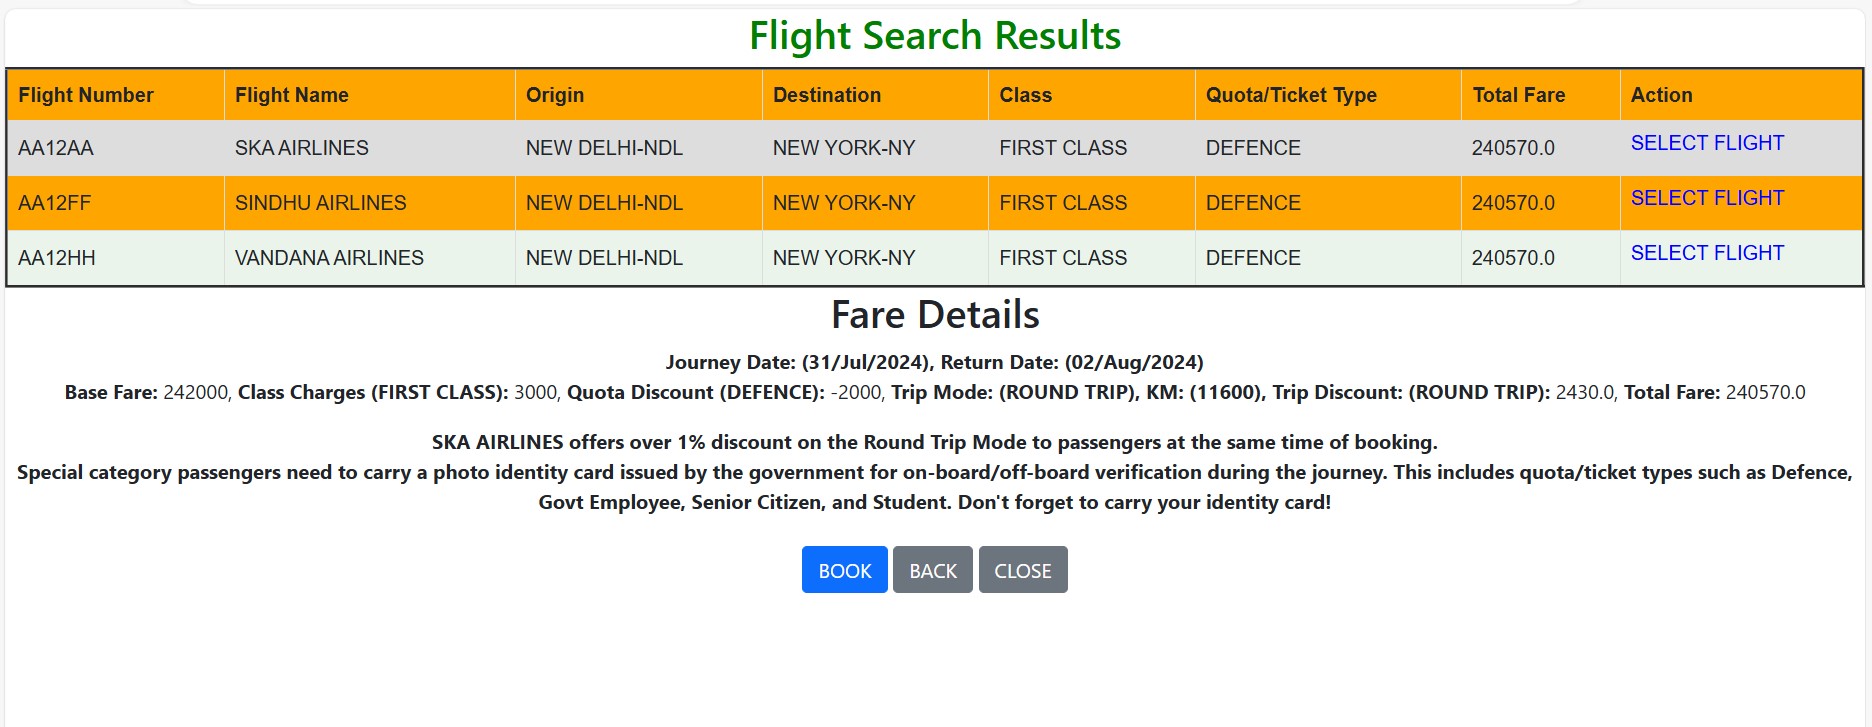 Flight Search Results
Flight Number Flight Name Origin Destination Class Quota/Ticket Type Total Fare Action
AA12AA SKA AIRLINES NEW DELHI-NDL NEW YORK-NY FIRST CLASS DEFENCE 240570.0 SELECT FLIGHT
AA12FF SINDHU AIRLINES NEW DELHI-NDL NEW YORK-NY FIRST CLASS DEFENCE 240570.0 SELECT FLIGHT
AA12HH VANDANA AIRLINES NEW DELHI-NDL NEW YORK-NY FIRST CLASS DEFENCE 240570.0 SELECT FLIGHT
Fare Details
Journey Date: (31/Jul/2024), Return Date: (02/Aug/2024)
Base Fare: 242000, Class Charges (FIRST CLASS): 3000, Quota Discount (DEFENCE): -2000, Trip Mode: (ROUND TRIP), KM: (11600), Trip Discount: (ROUND TRIP): 2430.0, Total Fare: 240570.0
SKA AIRLINES offers over 1% discount on the Round Trip Mode to passengers at the same time of booking.
Special category passengers need to carry a photo identity card issued by the government for on-board/off-board verification during the journey. This includes quota/ticket types such as Defence,
Govt Employee, Senior Citizen, and Student. Don't forget to carry your identity card!
BOOK BACK CLOSE